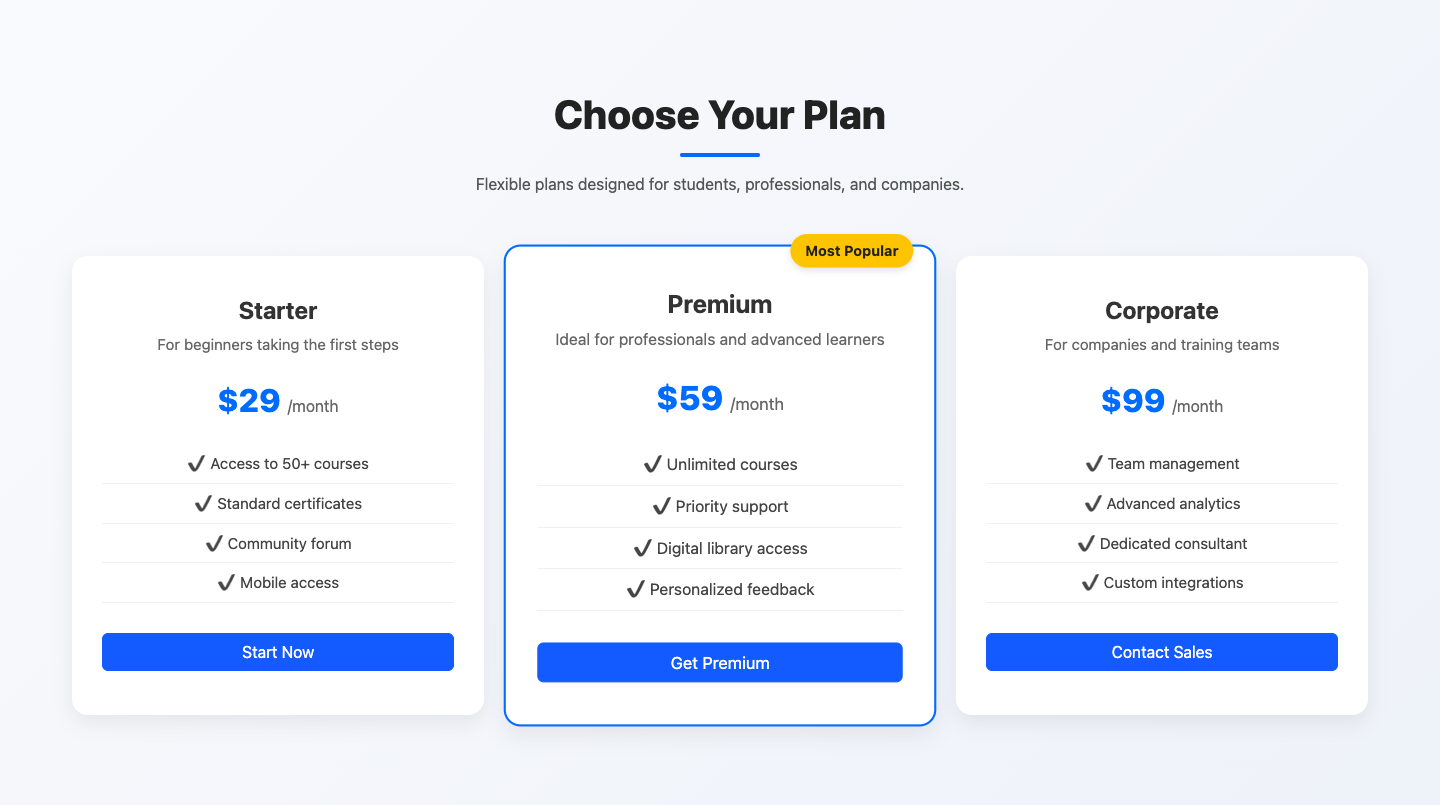 Choose Your Plan
Flexible plans designed for students, professionals, and companies.
Starter
For beginners taking the first steps
$29 /month
✔ Access to 50+ courses
✔ Standard certificates
✔ Community forum
✔ Mobile access
Start Now
Most Popular
Premium
Ideal for professionals and advanced learners
$59 /month
✔ Unlimited courses
✔ Priority support
✔ Digital library access
✔ Personalized feedback
Get Premium
Corporate
For companies and training teams
$99 /month
✔ Team management
✔ Advanced analytics
✔ Dedicated consultant
✔ Custom integrations
Contact Sales